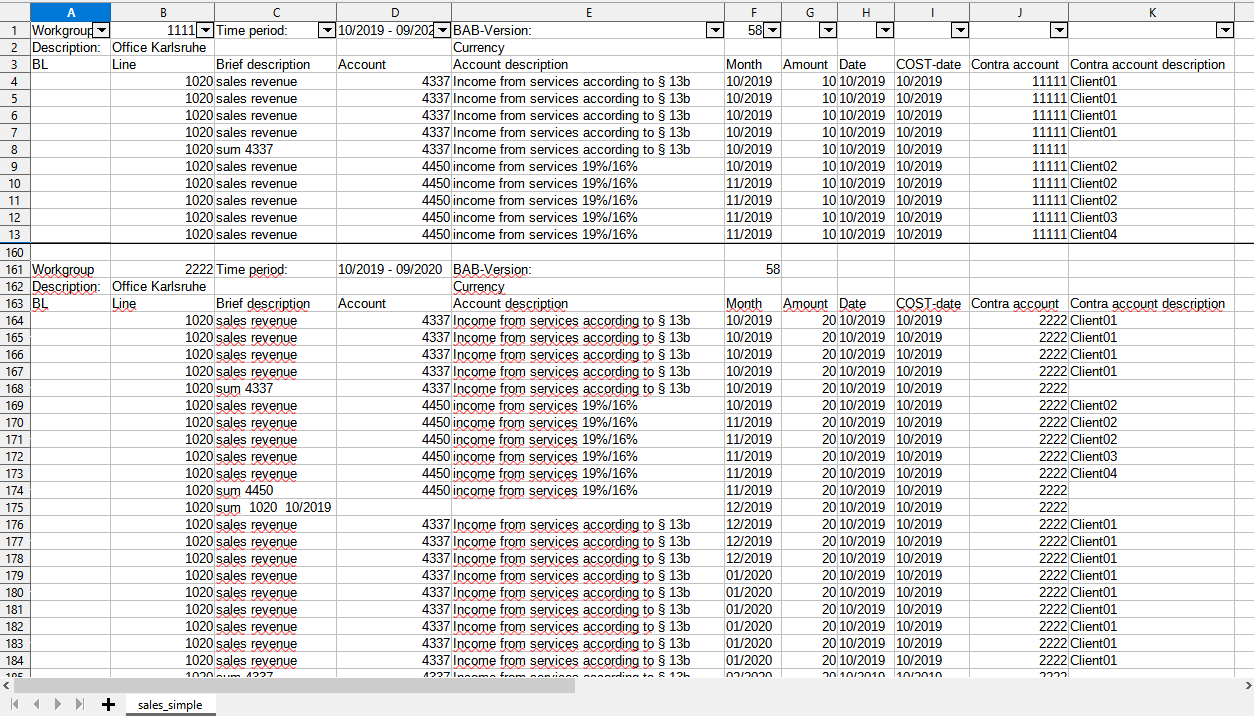 A B C D E F G H I J K
1 Workgroup 1111 Time period: 10/2019 - 09/202 BAB-Version: 58
2 Description: Office Karlsruhe Currency
3 BL Line Brief description Account Account description Month Amount Date COST-date Contra account Contra account description
4 1020 sales revenue 4337 Income from services according to § 13b 10/2019 10 10/2019 10/2019 11111 Client01
5 1020 sales revenue 4337 Income from services according to § 13b 10/2019 10 10/2019 10/2019 11111 Client01
6 1020 sales revenue 4337 Income from services according to § 13b 10/2019 10 10/2019 10/2019 11111 Client01
7 1020 sales revenue 4337 Income from services according to § 13b 10/2019 10 10/2019 10/2019 11111 Client01
8 1020 sum 4337 4337 Income from services according to § 13b 10/2019 10 10/2019 10/2019 11111
9 1020 sales revenue 4450 income from services 19%/16% 10/2019 10 10/2019 10/2019 11111 Client02
10 1020 sales revenue 4450 income from services 19%/16% 11/2019 10 10/2019 10/2019 11111 Client02
11 1020 sales revenue 4450 income from services 19%/16% 11/2019 10 10/2019 10/2019 11111 Client02
12 1020 sales revenue 4450 income from services 19%/16% 11/2019 10 10/2019 10/2019 11111 Client03
13 1020 sales revenue 4450 income from services 19%/16% 11/2019 10 10/2019 10/2019 11111 Client04
160
161 Workgroup 2222 Time period: 10/2019 - 09/2020 BAB-Version: 58
162 Description: Office Karlsruhe Currency
163 BL Line Brief description Account Account description Month Amount Date COST-date Contra account Contra account description
164 1020 sales revenue 4337 Income from services according to § 13b 10/2019 20 10/2019 10/2019 2222 Client01
165 1020 sales revenue 4337 Income from services according to § 13b 10/2019 20 10/2019 10/2019 2222 Client01
166 1020 sales revenue 4337 Income from services according to § 13b 10/2019 20 10/2019 10/2019 2222 Client01
167 1020 sales revenue 4337 Income from services according to § 13b 10/2019 20 10/2019 10/2019 2222 Client01
168 1020 sum 4337 4337 Income from services according to § 13b 10/2019 20 10/2019 10/2019 2222
169 1020 sales revenue 4450 income from services 19%/16% 10/2019 20 10/2019 10/2019 2222 Client02
170 1020 sales revenue 4450 income from services 19%/16% 11/2019 20 10/2019 10/2019 2222 Client02
171 1020 sales revenue 4450 income from services 19%/16% 11/2019 20 10/2019 10/2019 2222 Client02
172 1020 sales revenue 4450 income from services 19%/16% 11/2019 20 10/2019 10/2019 2222 Client03
173 1020 sales revenue 4450 income from services 19%/16% 11/2019 20 10/2019 10/2019 2222 Client04
174 1020 sum 4450 4450 income from services 19%/16% 11/2019 20 10/2019 10/2019 2222
175 1020 sum 1020 10/2019 12/2019 20 10/2019 10/2019 2222
176 1020 sales revenue 4337 Income from services according to § 13b 12/2019 20 10/2019 10/2019 2222 Client01
177 1020 sales revenue 4337 Income from services according to § 13b 12/2019 20 10/2019 10/2019 2222 Client01
178 1020 sales revenue 4337 Income from services according to § 13b 12/2019 20 10/2019 10/2019 2222 Client01
179 1020 sales revenue 4337 Income from services according to § 13b 01/2020 20 10/2019 10/2019 2222 Client01
180 1020 sales revenue 4337 Income from services according to § 13b 01/2020 20 10/2019 10/2019 2222 Client01
181 1020 sales revenue 4337 Income from services according to § 13b 01/2020 20 10/2019 10/2019 2222 Client01
182 1020 sales revenue 4337 Income from services according to § 13b 01/2020 20 10/2019 10/2019 2222 Client01
183 1020 sales revenue 4337 Income from services according to § 13b 01/2020 20 10/2019 10/2019 2222 Client01
184 1020 sales revenue 4337 Income from services according to § 13b 01/2020 20 10/2019 10/2019 2222 Client01
185 1020 sum 4337 4337 Income from services according to § 13b 02/2020 20 10/2019 10/2019 2222
sales_simple